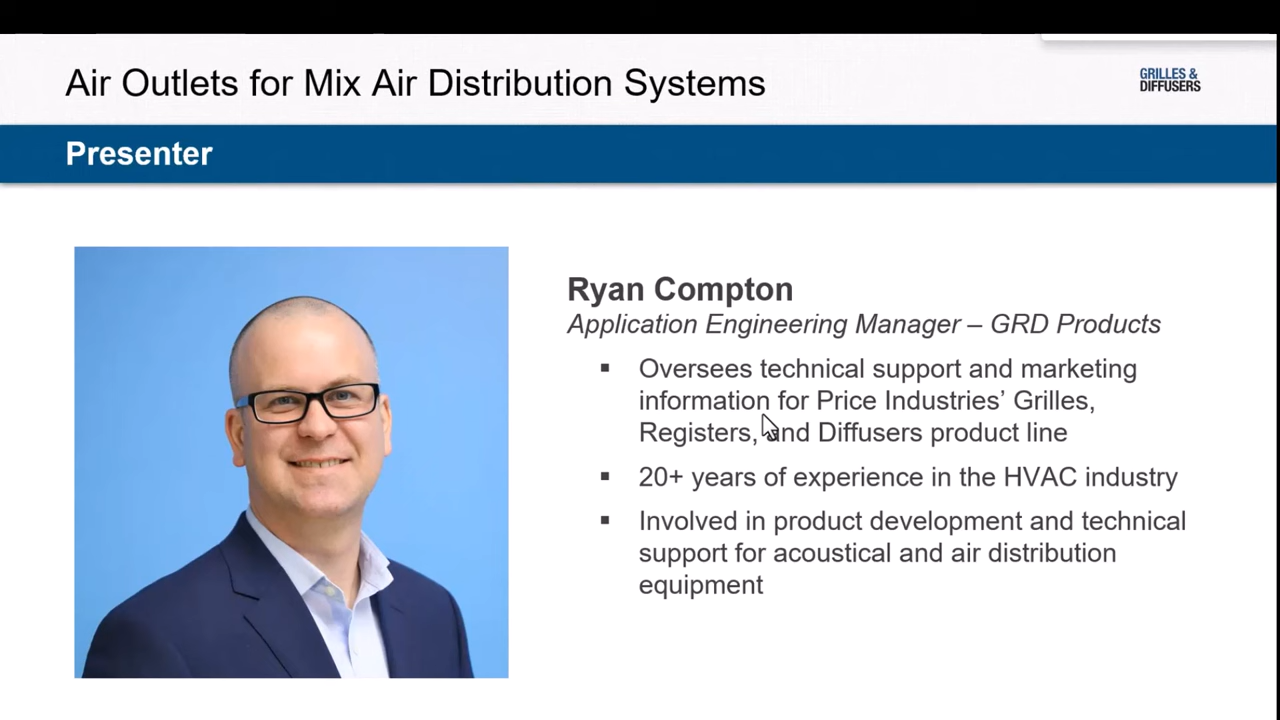 Air Outlets for Mix Air Distribution Systems
GRILLES &
DIFFUSERS
Presenter
Ryan Compton
Application Engineering Manager – GRD Products
▪ Oversees technical support and marketing
information for Price Industries’ Grilles,
Registers, and Diffusers product line
▪ 20+ years of experience in the HVAC industry
▪ Involved in product development and technical
support for acoustical and air distribution
equipment